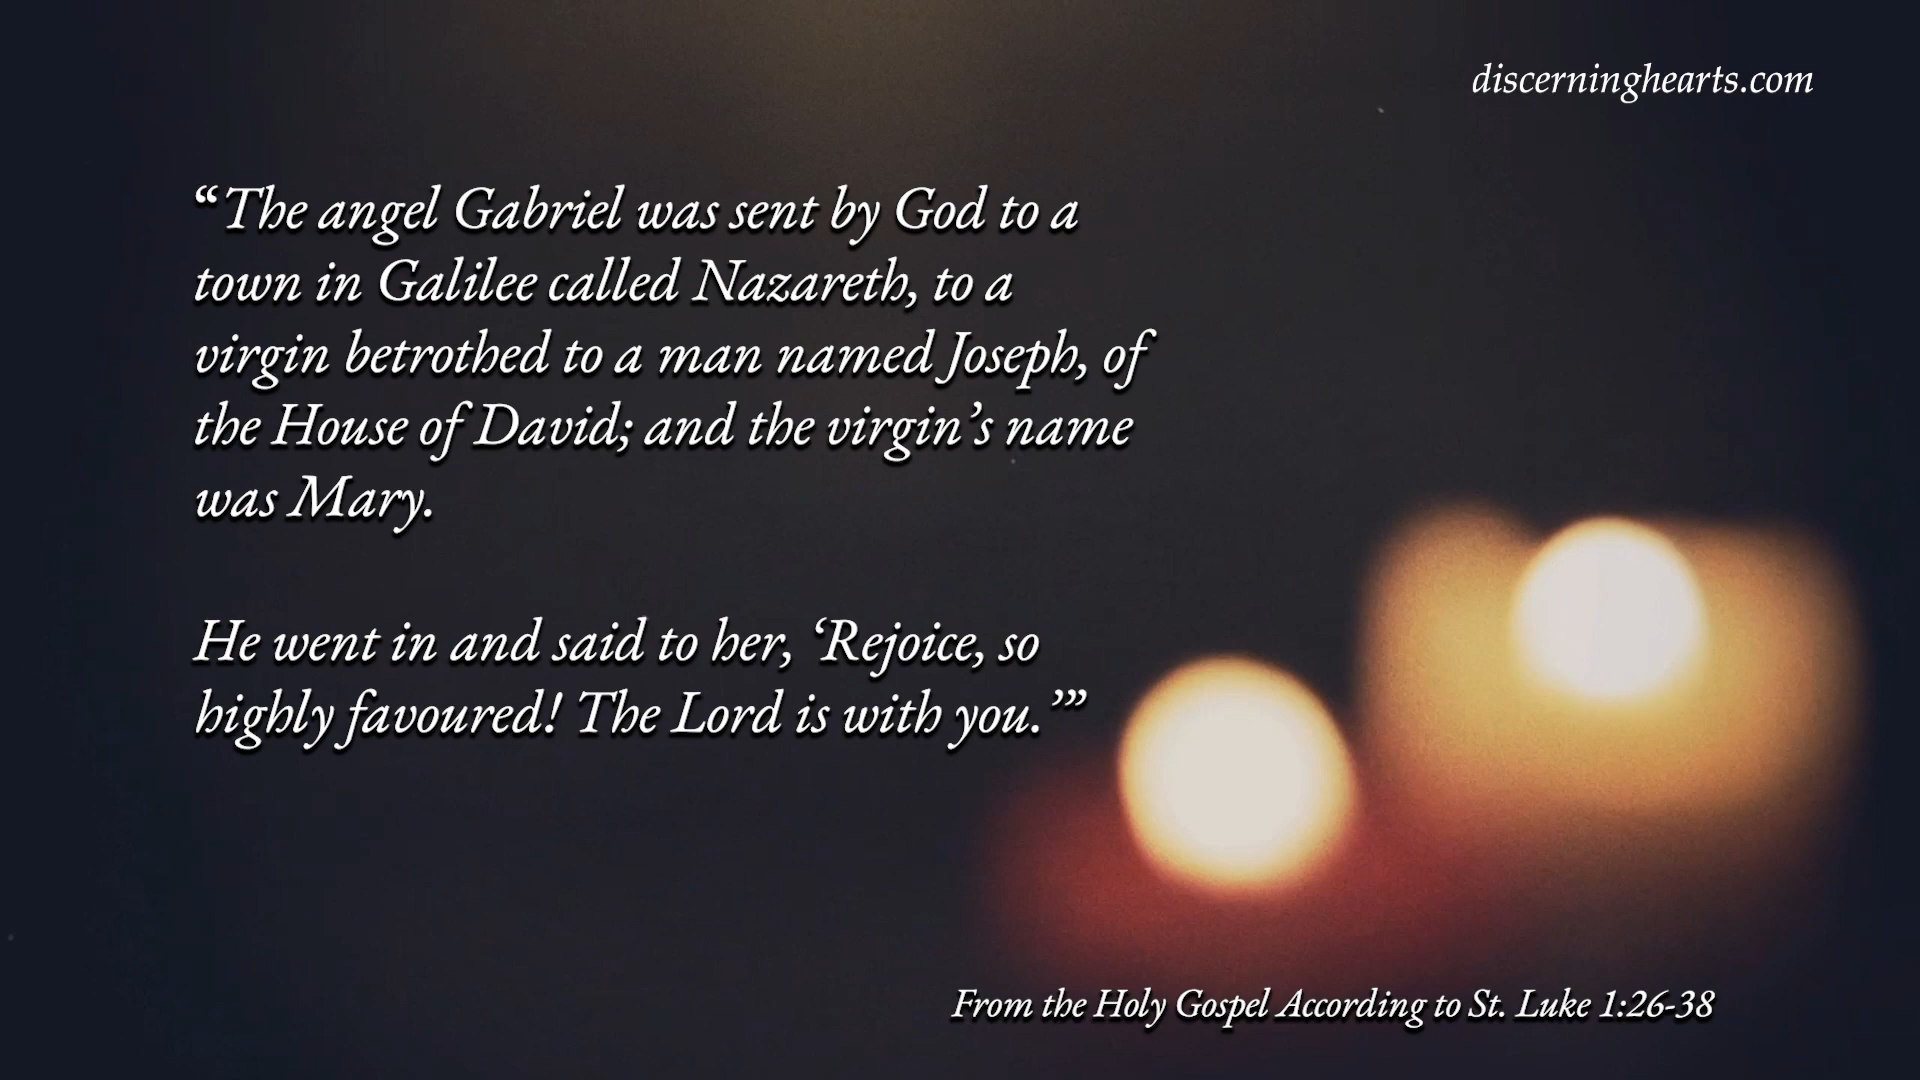 discerninghearts.com
“The angel Gabriel was sent by God to a
town in Galilee called Nazareth, to a
virgin betrothed to a man named Joseph, of
the House of David; and the virgin’s name
was Mary.
He went in and said to her, ‘Rejoice, so
highly favoured! The Lord is with you.’”
From the Holy Gospel According to St. Luke 1:26-38